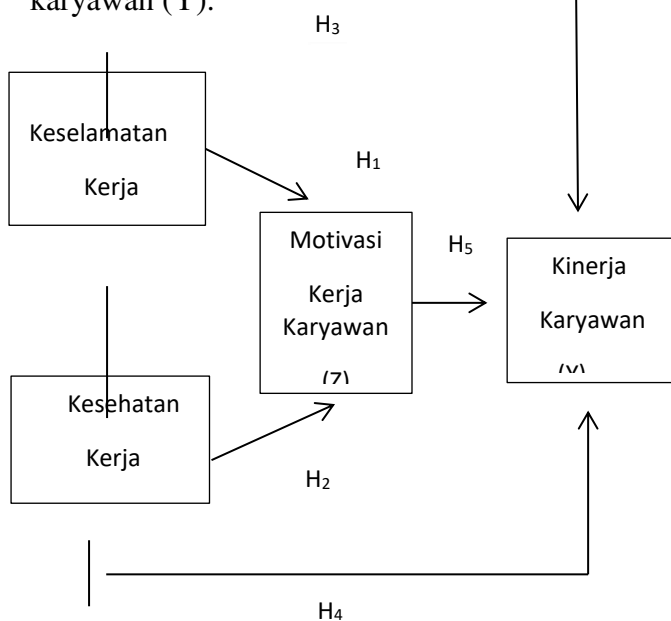 karyawan (Y).
H3
Keselamatan
Kerja
H1
Motivasi
Kerja
Karyawan
(Z)
H5
Kinerja
Karyawan
(Y)
Kesehatan
Kerja
H2
H4